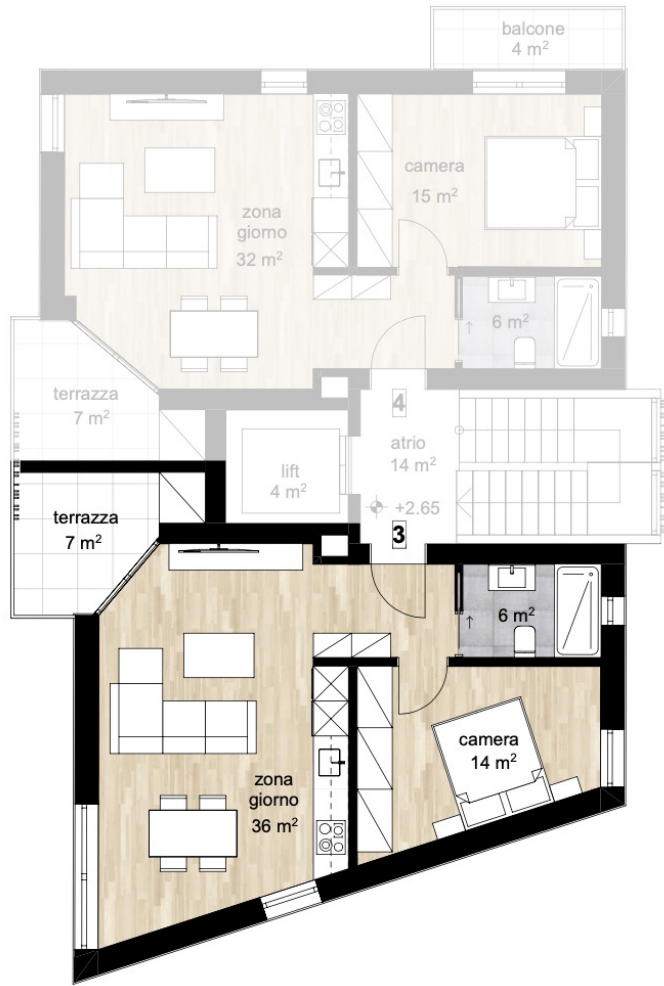 balcone
4 m²
camera
15 m²
zona
giorno
32 m²
6 m²
terrazza
7 m²
4
atrio
14 m²
lift
4 m²
+2.65
3
terrazza
7 m²
6 m²
camera
14 m²
zona
giorno
36 m²